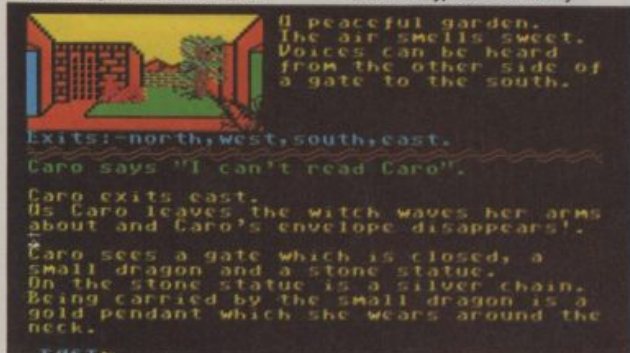 A peaceful garden.
The air smells sweet.
Voices can be heard
from the other side of
a gate to the south.
Exits:-north,west,south,east.
Caro says "I can't read Caro".
Caro exits east.
As Caro leaves the witch waves her arms
about and Caro's envelope disappears'.
Caro sees a gate which is closed, a
small dragon and a stone statue.
On the stone statue is a silver chain.
Being carried by the small dragon is a
gold pendant which she wears around the
neck.